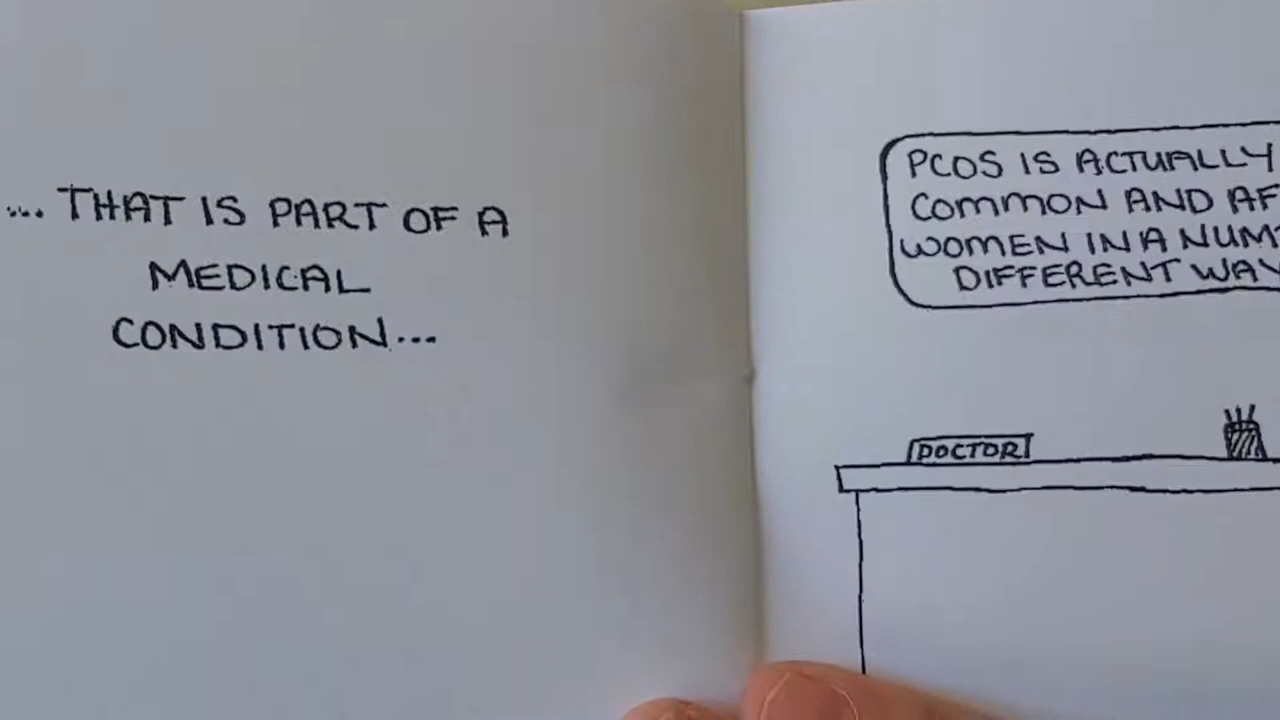 ... THAT IS PART OF A
MEDICAL
CONDITION...
PCOS IS ACTUALLY
COMMON AND
WOMEN IN A
DIFFERENT
DOCTOR